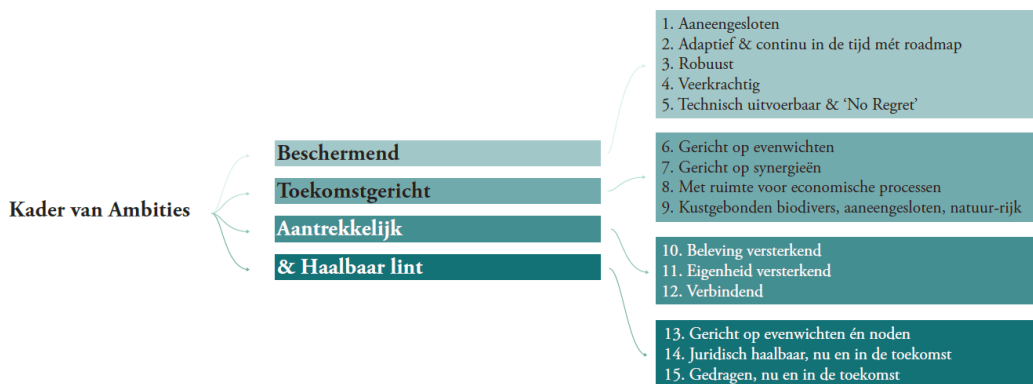 Kader van Ambities
Beschermend
Toekomstgericht
Aantrekkelijk
& Haalbaar lint
1. Aaneengesloten
2. Adaptief & continu in de tijd mét roadmap
3. Robuust
4. Veerkrachtig
5. Technisch uitvoerbaar & ‘No Regret’
6. Gericht op evenwichten
7. Gericht op synergieën
8. Met ruimte voor economische processen
9. Kustgebonden biodivers, aaneengesloten, natuur-rijk
10. Beleving versterkend
11. Eigenheid versterkend
12. Verbindend
13. Gericht op evenwichten én noden
14. Juridisch haalbaar, nu en in de toekomst
15. Gedragen, nu en in de toekomst